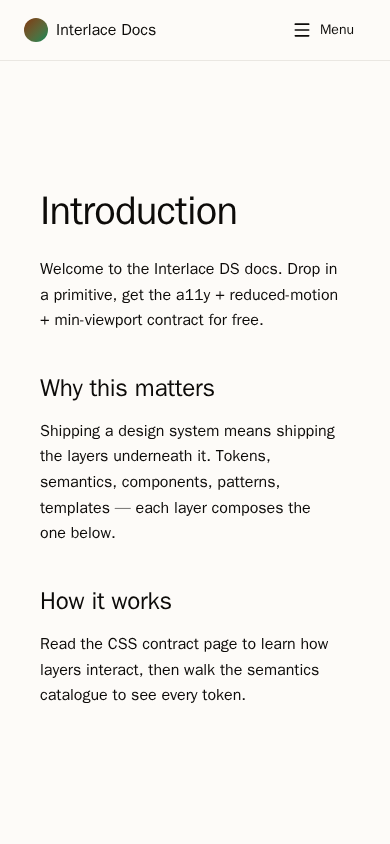 Interlace Docs
Menu
Introduction
Welcome to the Interlace DS docs. Drop in
a primitive, get the a11y + reduced-motion
+ min-viewport contract for free.
Why this matters
Shipping a design system means shipping
the layers underneath it. Tokens,
semantics, components, patterns,
templates — each layer composes the
one below.
How it works
Read the CSS contract page to learn how
layers interact, then walk the semantics
catalogue to see every token.